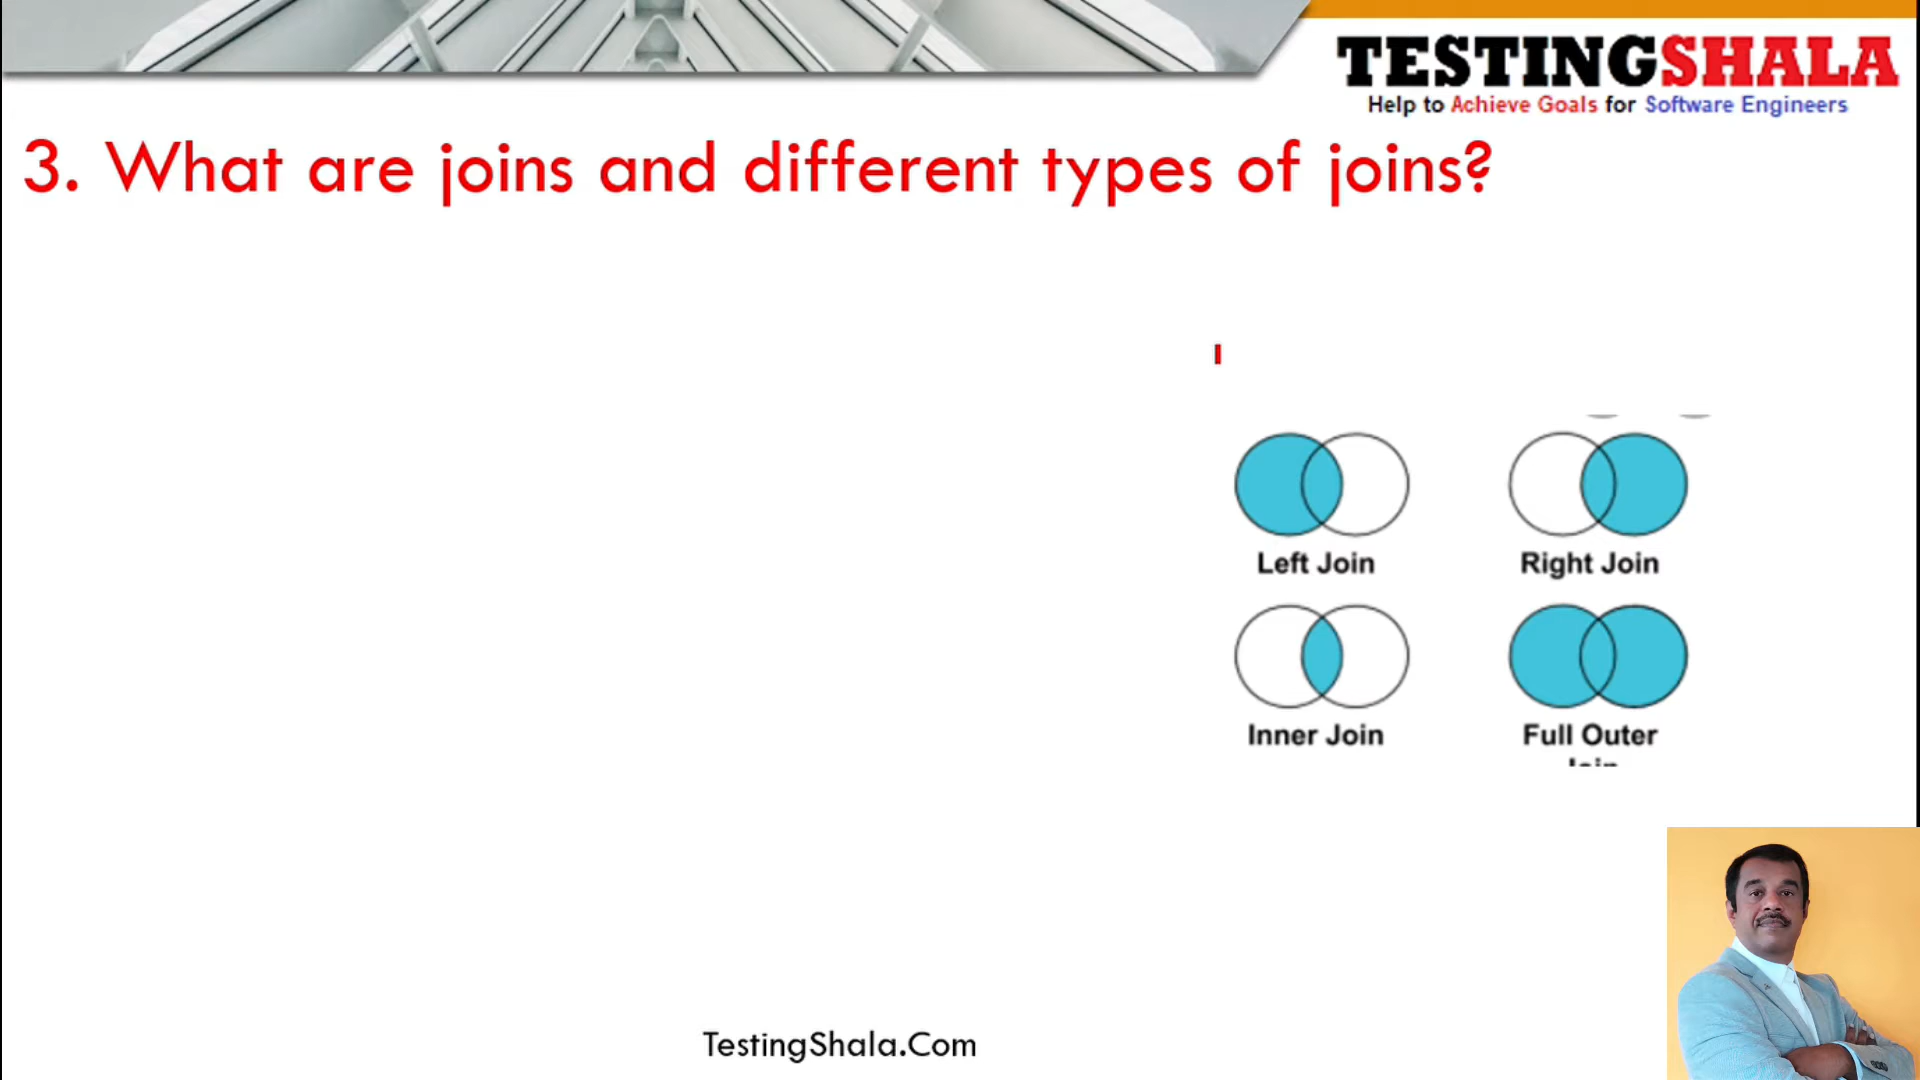 TESTINGSHALA
Help to Achieve Goals for Software Engineers
3. What are joins and different types of joins?
Left Join
Right Join
Inner Join
Full Outer
Join
TestingShala.Com